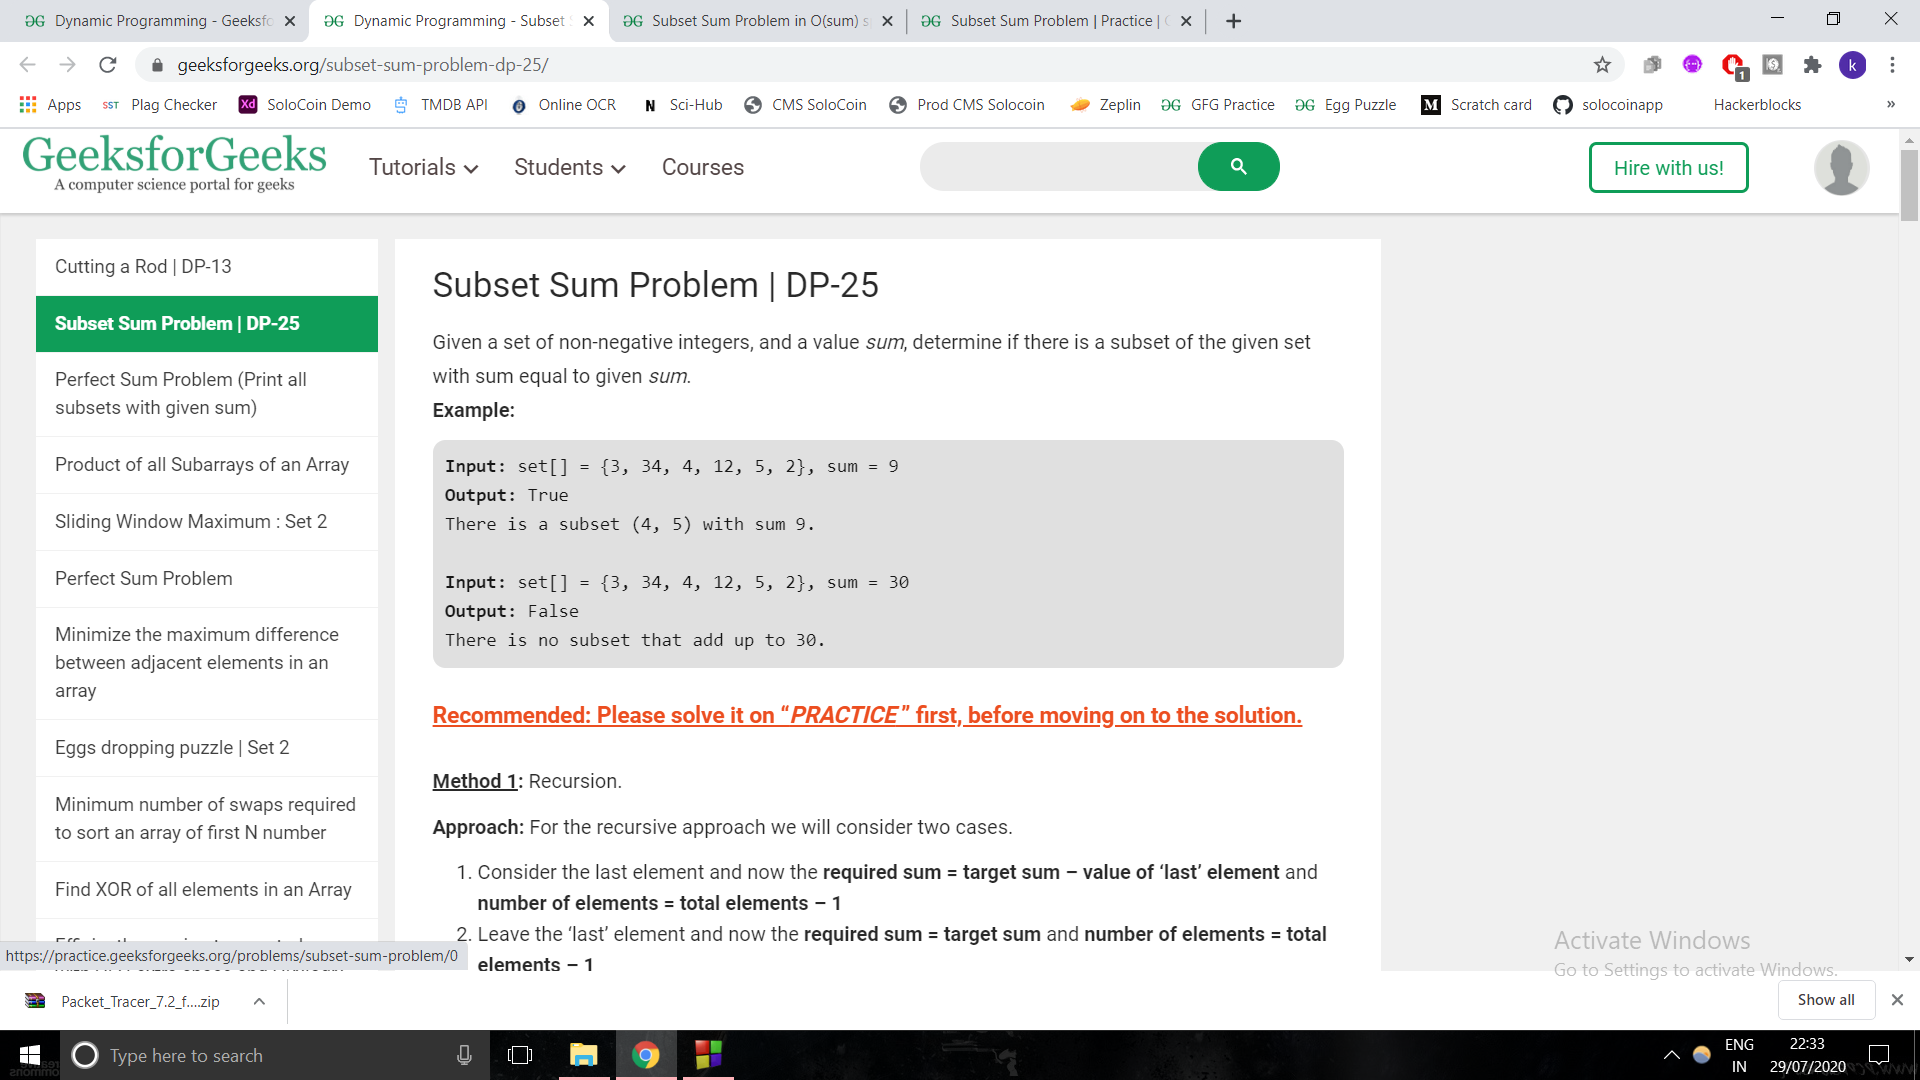 Dynamic Programming - Geeksfo
Dynamic Programming - Subset
Subset Sum Problem in O(sum) s
Subset Sum Problem | Practice |
geeksforgeeks.org/subset-sum-problem-dp-25/
1
k
Apps
SST Plag Checker
Xd SoloCoin Demo
TMDB API
Online OCR
N Sci-Hub
CMS SoloCoin
Prod CMS Solocoin
Zeplin
GFG Practice
Egg Puzzle
M Scratch card
solocoinapp
Hackerblocks
»
GeeksforGeeks
A computer science portal for geeks
Tutorials
Students
Courses
Hire with us!
Cutting a Rod | DP-13
Subset Sum Problem | DP-25
Perfect Sum Problem (Print all
subsets with given sum)
Product of all Subarrays of an Array
Sliding Window Maximum : Set 2
Perfect Sum Problem
Minimize the maximum difference
between adjacent elements in an
array
Eggs dropping puzzle | Set 2
Minimum number of swaps required
to sort an array of first N number
Find XOR of all elements in an Array
Subset Sum Problem | DP-25
Given a set of non-negative integers, and a value sum, determine if there is a subset of the given set
with sum equal to given sum.
Example:
Input: set[] = {3, 34, 4, 12, 5, 2}, sum = 9
Output: True
There is a subset (4, 5) with sum 9.
Input: set[] = {3, 34, 4, 12, 5, 2}, sum = 30
Output: False
There is no subset that add up to 30.
Recommended: Please solve it on “PRACTICE” first, before moving on to the solution.
Method 1: Recursion.
Approach: For the recursive approach we will consider two cases.
1. Consider the last element and now the required sum = target sum – value of ‘last’ element and
number of elements = total elements – 1
2. Leave the ‘last’ element and now the required sum = target sum and number of elements = total
elements – 1
https://practice.geeksforgeeks.org/problems/subset-sum-problem/0
Activate Windows
Go to Settings to activate Windows.
Packet_Tracer_7.2_f....zip
Show all
Type here to search
ENG
IN
22:33
29/07/2020